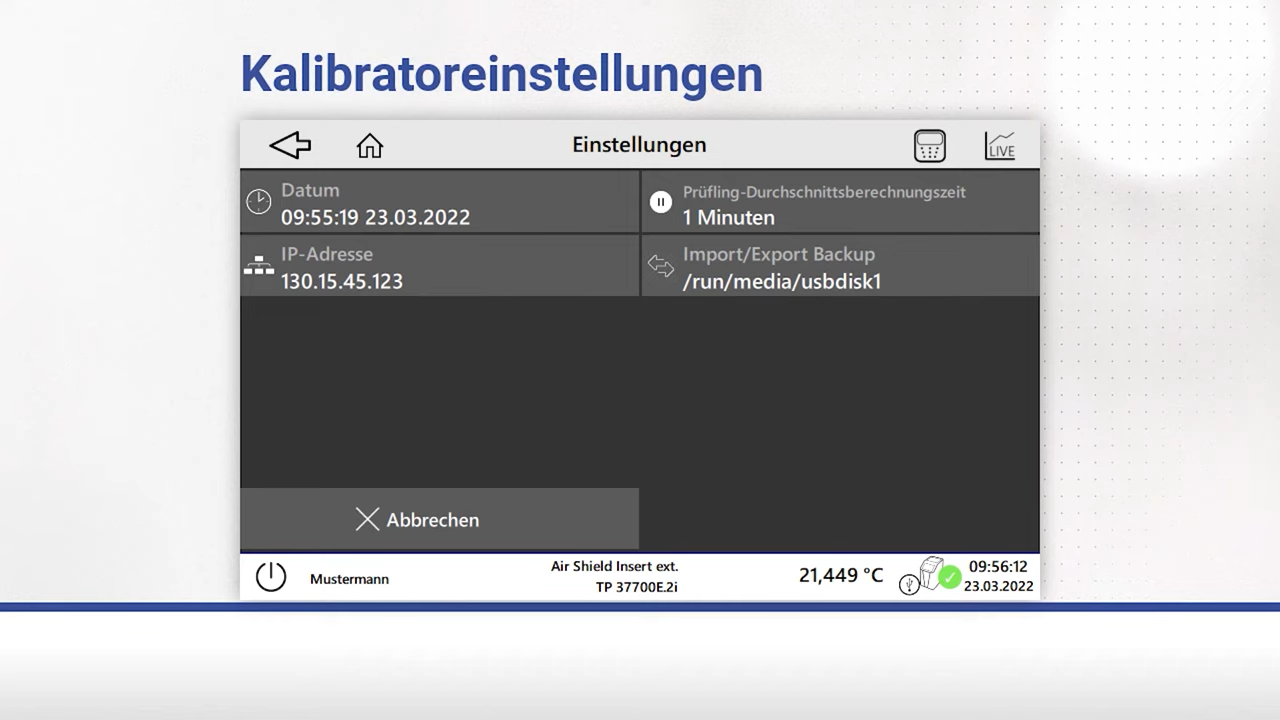 Kalibratoreinstellungen
Einstellungen
LIVE
Datum
09:55:19 23.03.2022
Prüfling-Durchschnittsberechnungszeit
1 Minuten
IP-Adresse
130.15.45.123
Import/Export Backup
/run/media/usbdisk1
Abbrechen
Mustermann
Air Shield Insert ext.
TP 37700E.2i
21,449 °C
09:56:12
23.03.2022